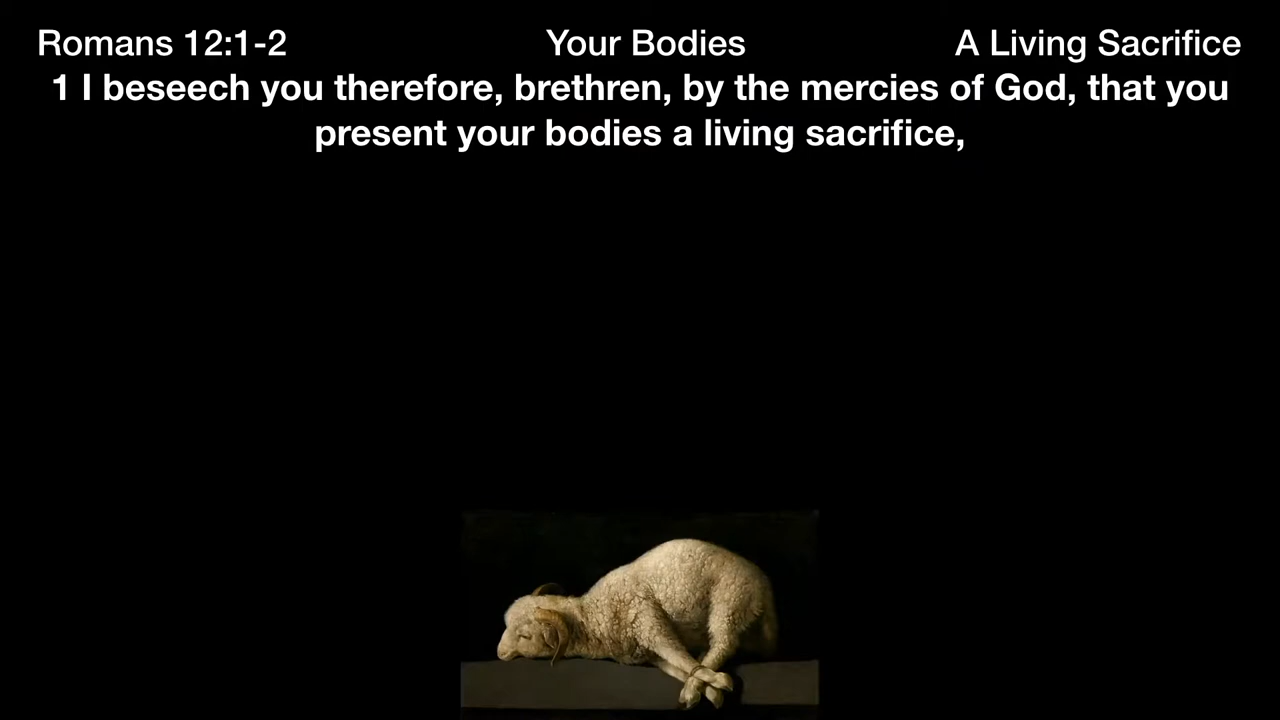 Romans 12:1-2 Your Bodies A Living Sacrifice
1 I beseech you therefore, brethren, by the mercies of God, that you
present your bodies a living sacrifice,